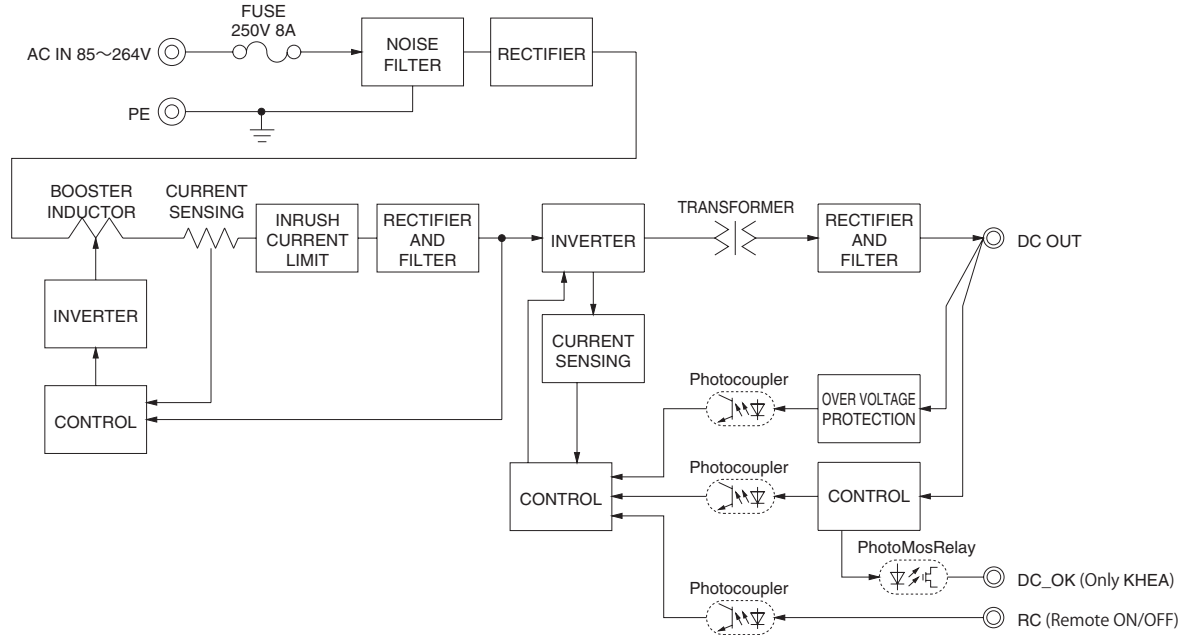 FUSE
250V 8A
AC IN 85～264V
NOISE
FILTER
RECTIFIER
PE
BOOSTER
INDUCTOR
CURRENT
SENSING
INRUSH
CURRENT
LIMIT
RECTIFIER
AND
FILTER
INVERTER
TRANSFORMER
RECTIFIER
AND
FILTER
DC OUT
INVERTER
CURRENT
SENSING
CONTROL
Photocoupler
OVER VOLTAGE
PROTECTION
CONTROL
Photocoupler
CONTROL
PhotoMosRelay
DC_OK (Only KHEA)
Photocoupler
RC (Remote ON/OFF)